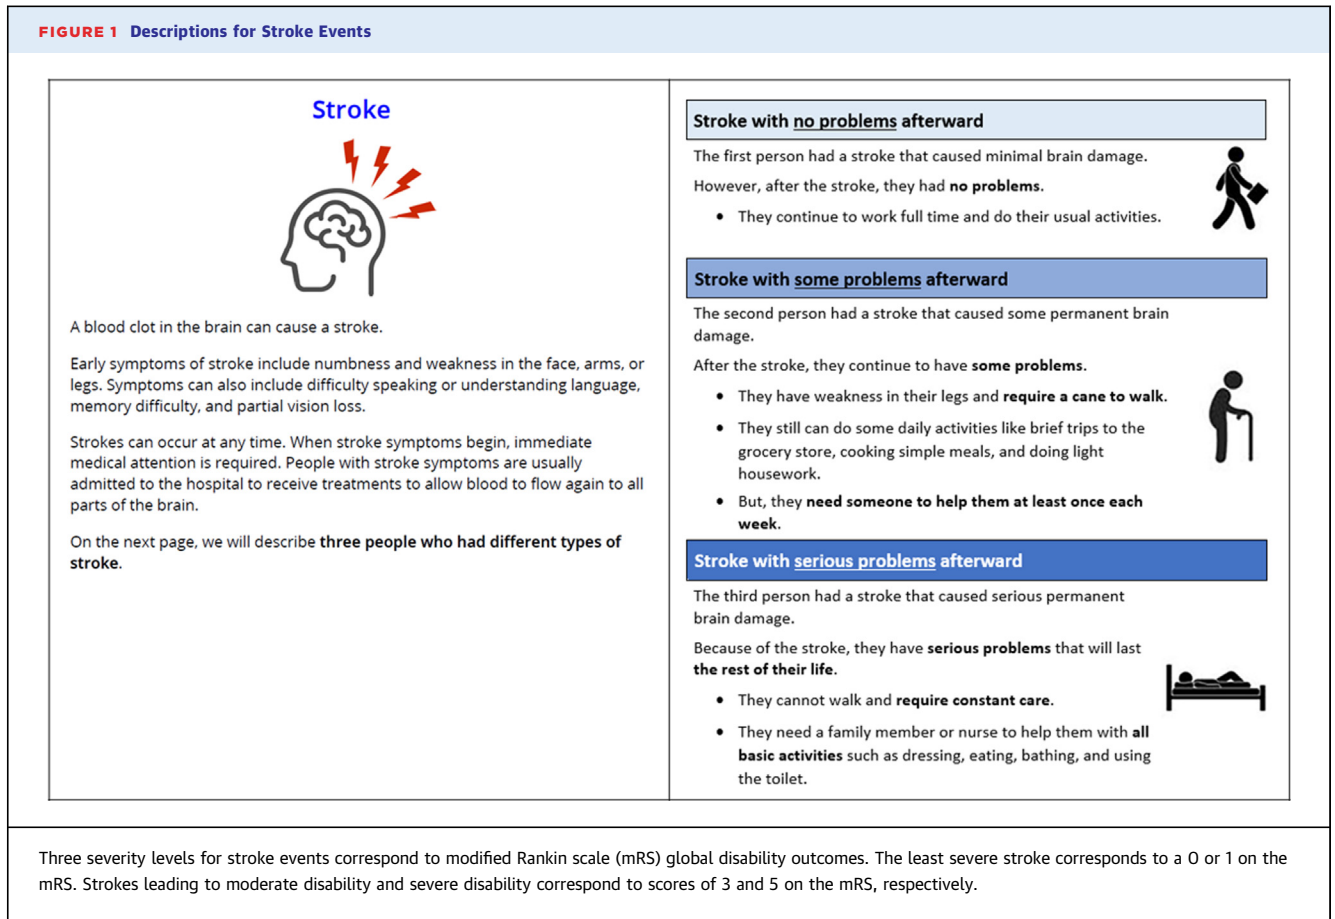 FIGURE 1 Descriptions for Stroke Events
Stroke
A blood clot in the brain can cause a stroke.
Early symptoms of stroke include numbness and weakness in the face, arms, or
legs. Symptoms can also include difficulty speaking or understanding language,
memory difficulty, and partial vision loss.
Strokes can occur at any time. When stroke symptoms begin, immediate
medical attention is required. People with stroke symptoms are usually
admitted to the hospital to receive treatments to allow blood to flow again to all
parts of the brain.
On the next page, we will describe three people who had different types of
stroke.
Stroke with no problems afterward
The first person had a stroke that caused minimal brain damage.
However, after the stroke, they had no problems.
• They continue to work full time and do their usual activities.
Stroke with some problems afterward
The second person had a stroke that caused some permanent brain
damage.
After the stroke, they continue to have some problems.
• They have weakness in their legs and require a cane to walk.
• They still can do some daily activities like brief trips to the
grocery store, cooking simple meals, and doing light
housework.
• But, they need someone to help them at least once each
week.
Stroke with serious problems afterward
The third person had a stroke that caused serious permanent
brain damage.
Because of the stroke, they have serious problems that will last
the rest of their life.
• They cannot walk and require constant care.
• They need a family member or nurse to help them with all
basic activities such as dressing, eating, bathing, and using
the toilet.
Three severity levels for stroke events correspond to modified Rankin scale (mRS) global disability outcomes. The least severe stroke corresponds to a 0 or 1 on the
mRS. Strokes leading to moderate disability and severe disability correspond to scores of 3 and 5 on the mRS, respectively.